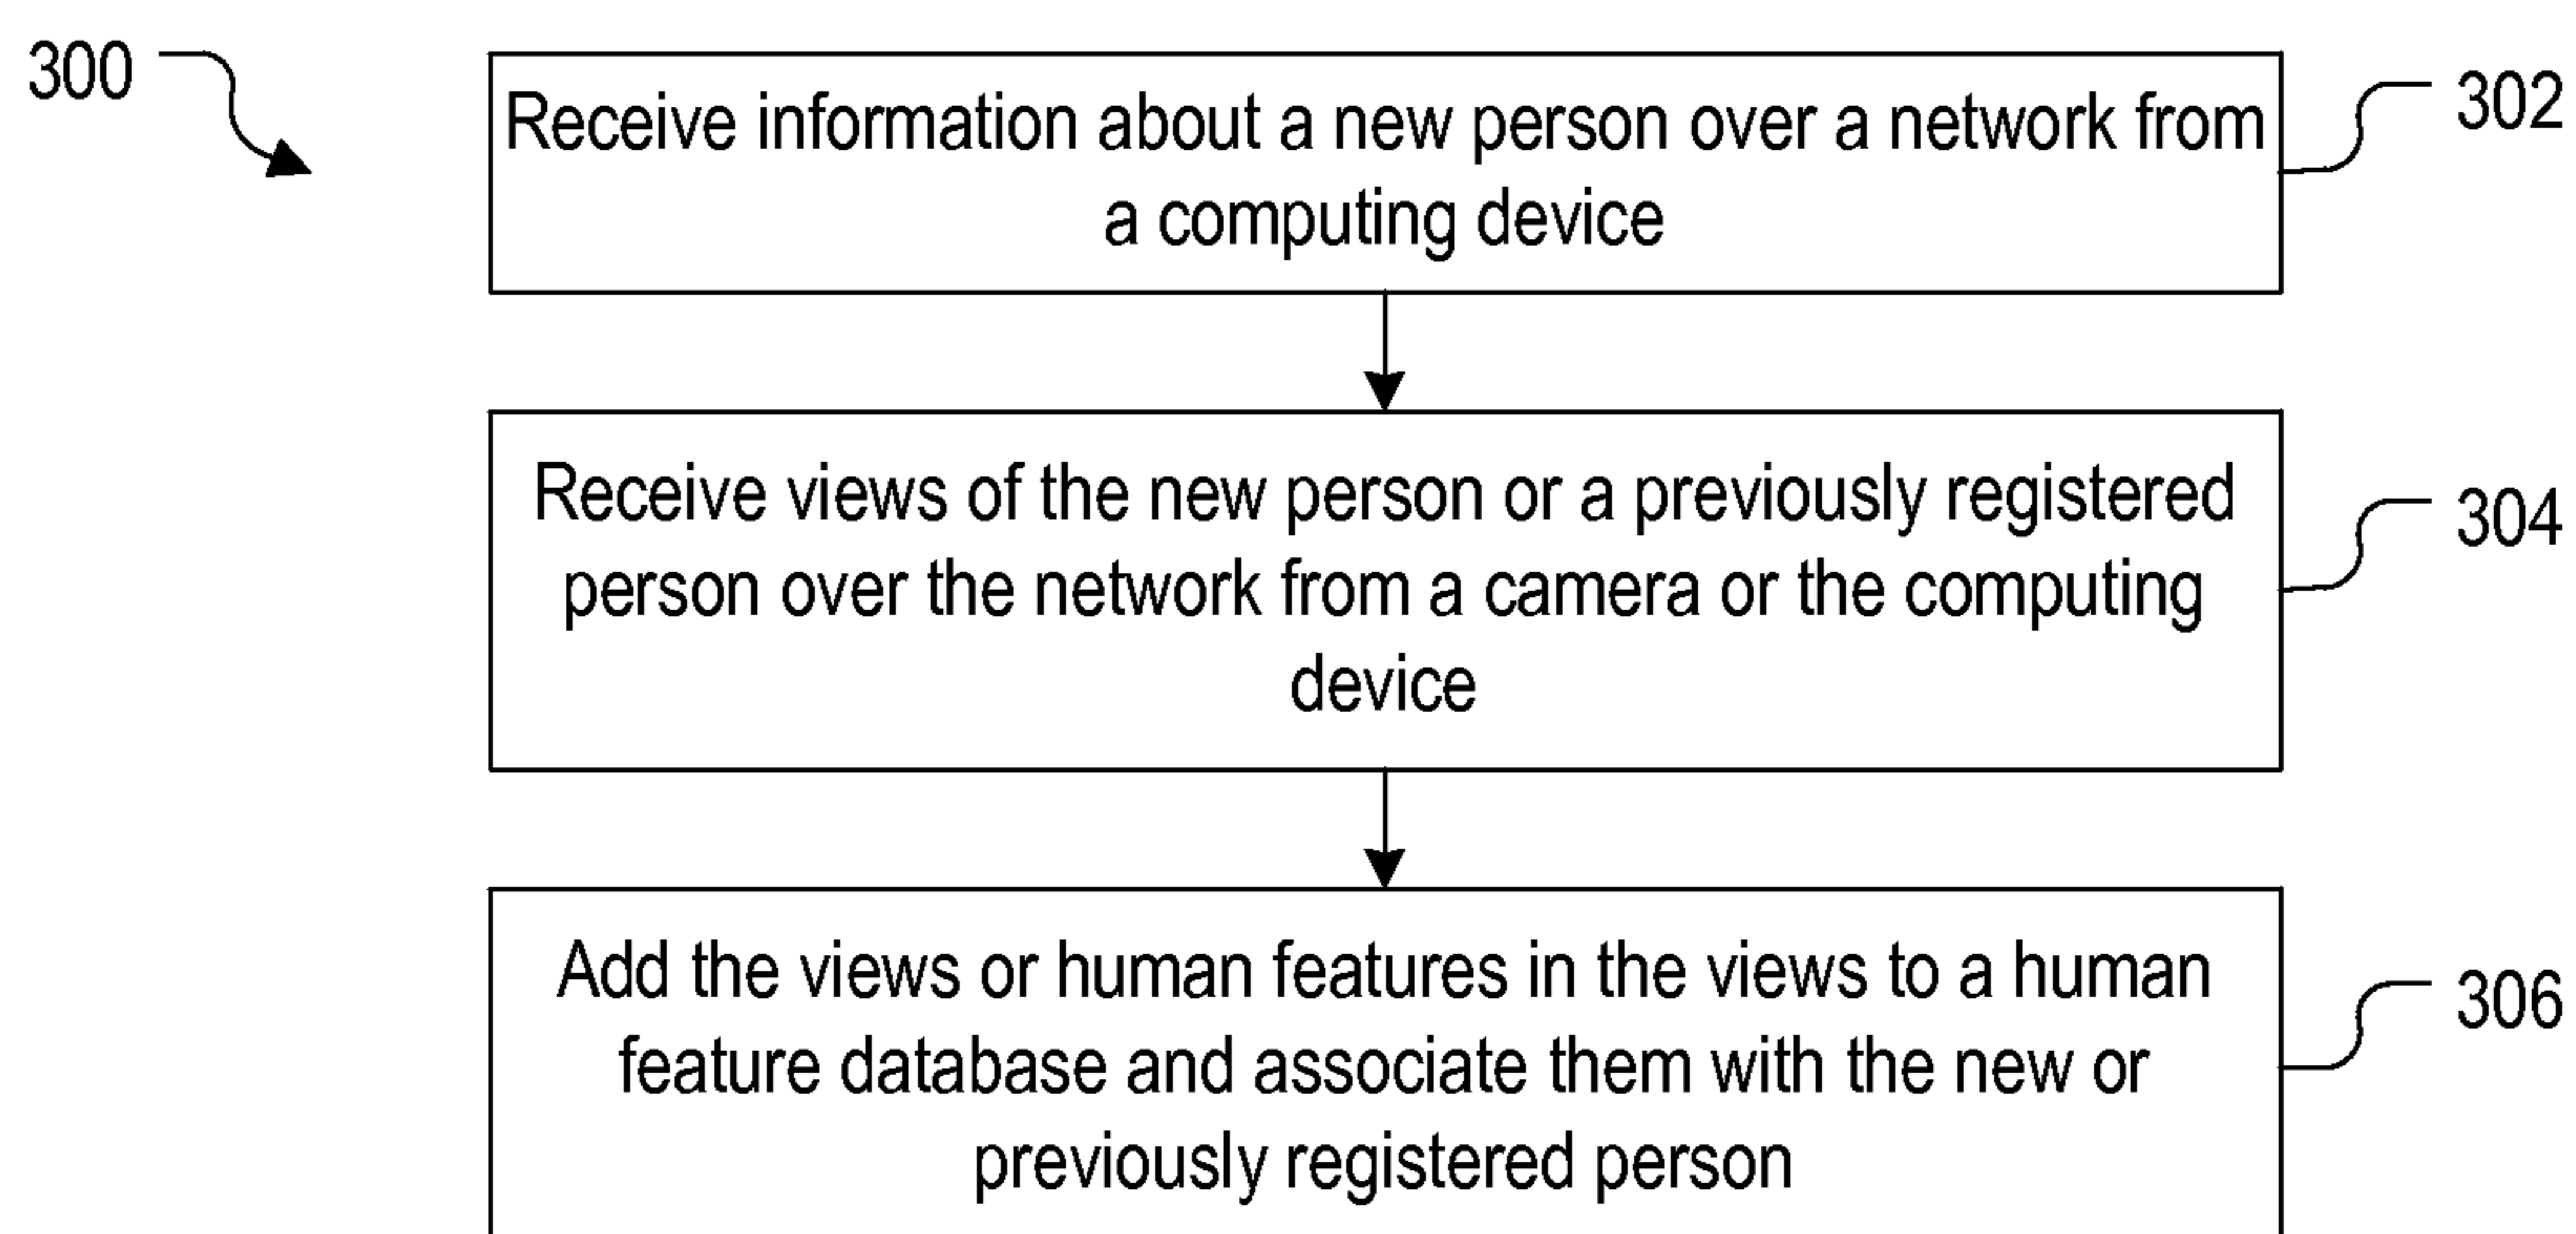 300
Receive information about a new person over a network from
a computing device
302
Receive views of the new person or a previously registered
person over the network from a camera or the computing
device
304
Add the views or human features in the views to a human
feature database and associate them with the new or
previously registered person
306